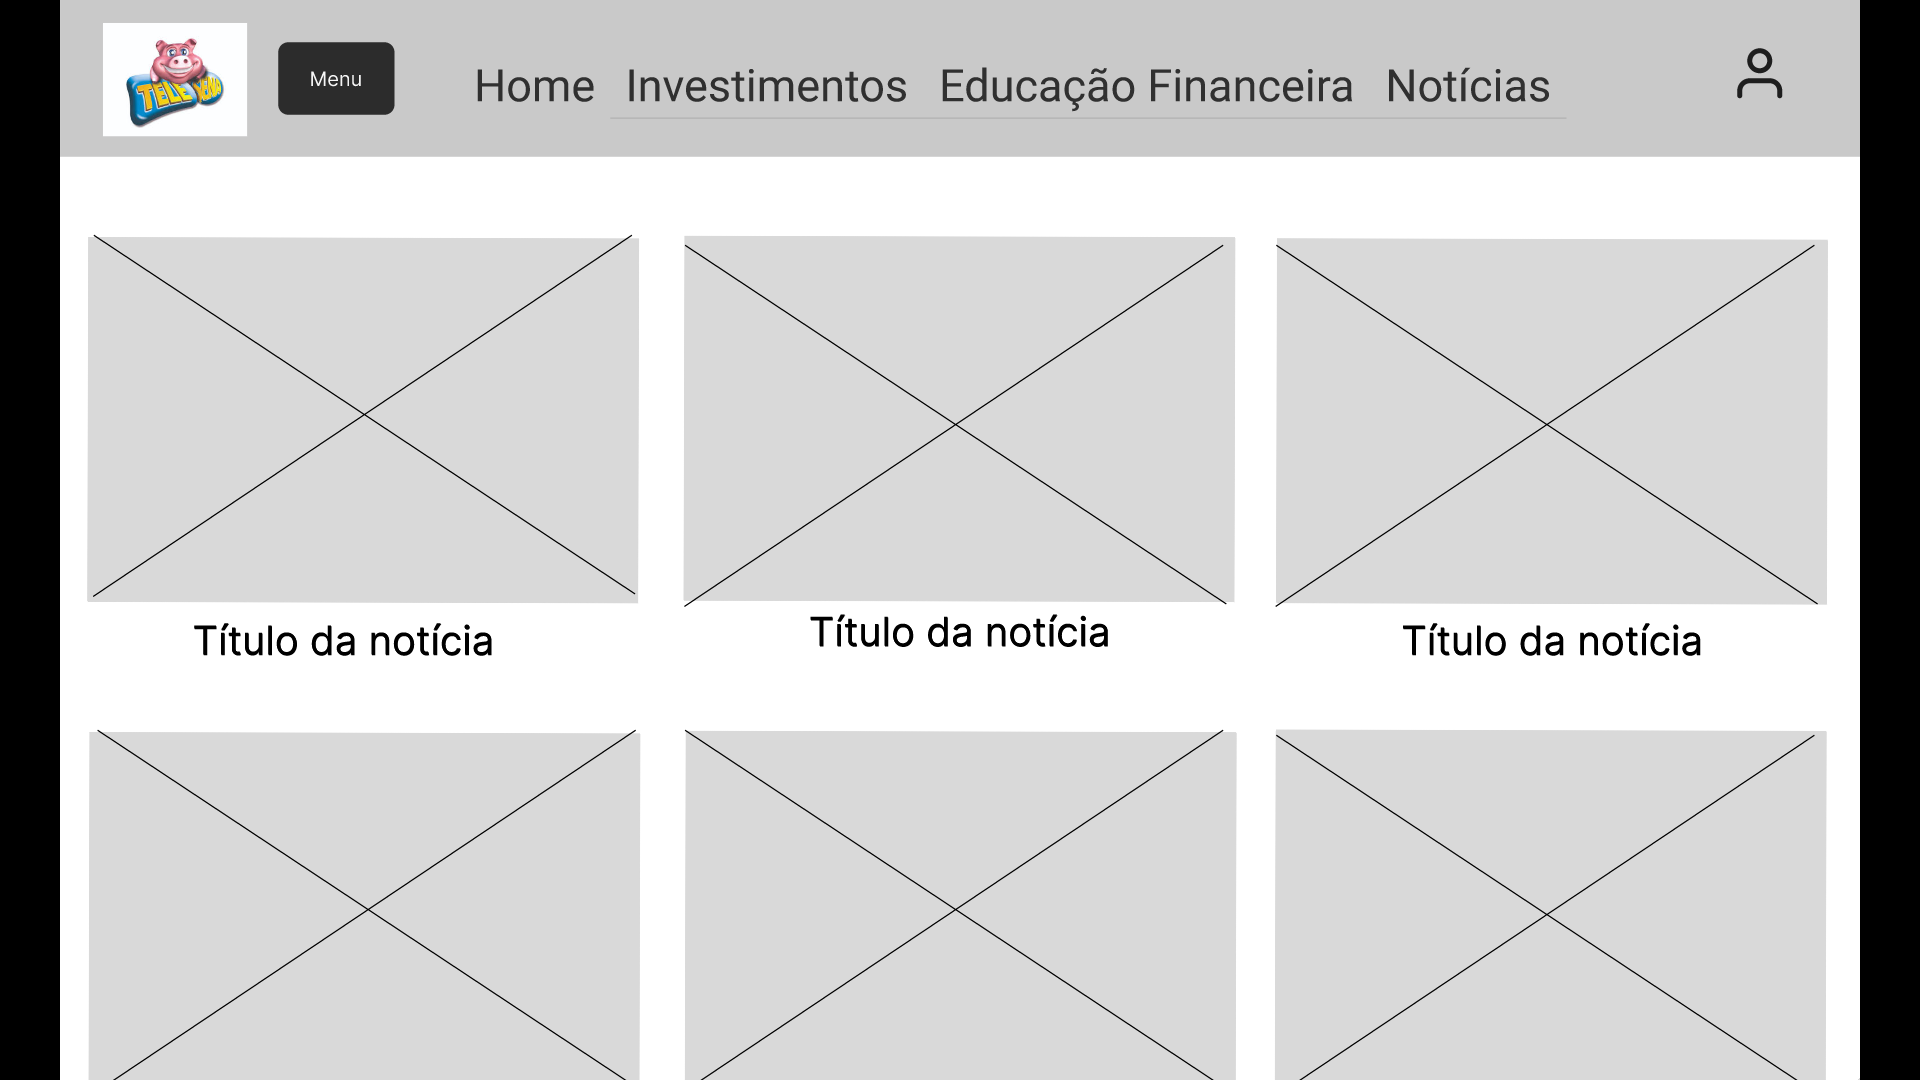 TELE SENA
Menu
Home Investimentos Educação Financeira Notícias
Título da notícia
Título da notícia
Título da notícia